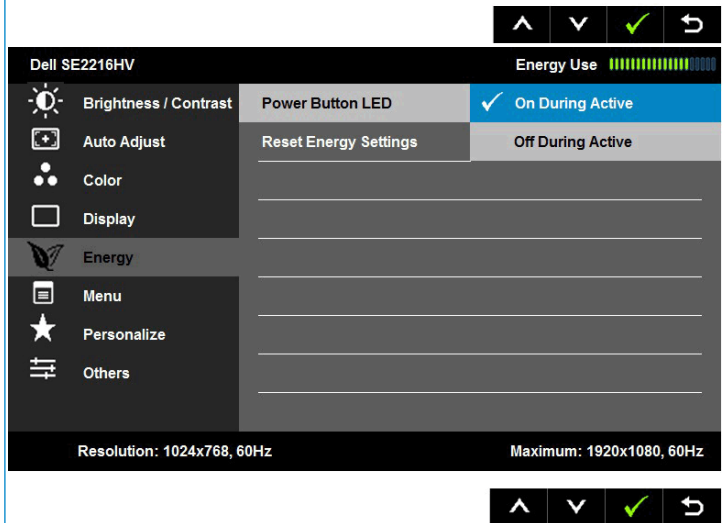 Dell SE2216HV Energy Use
Brightness / Contrast Power Button LED On During Active
Auto Adjust Reset Energy Settings Off During Active
Color
Display
Energy
Menu
Personalize
Others
Resolution: 1024x768, 60Hz Maximum: 1920x1080, 60Hz